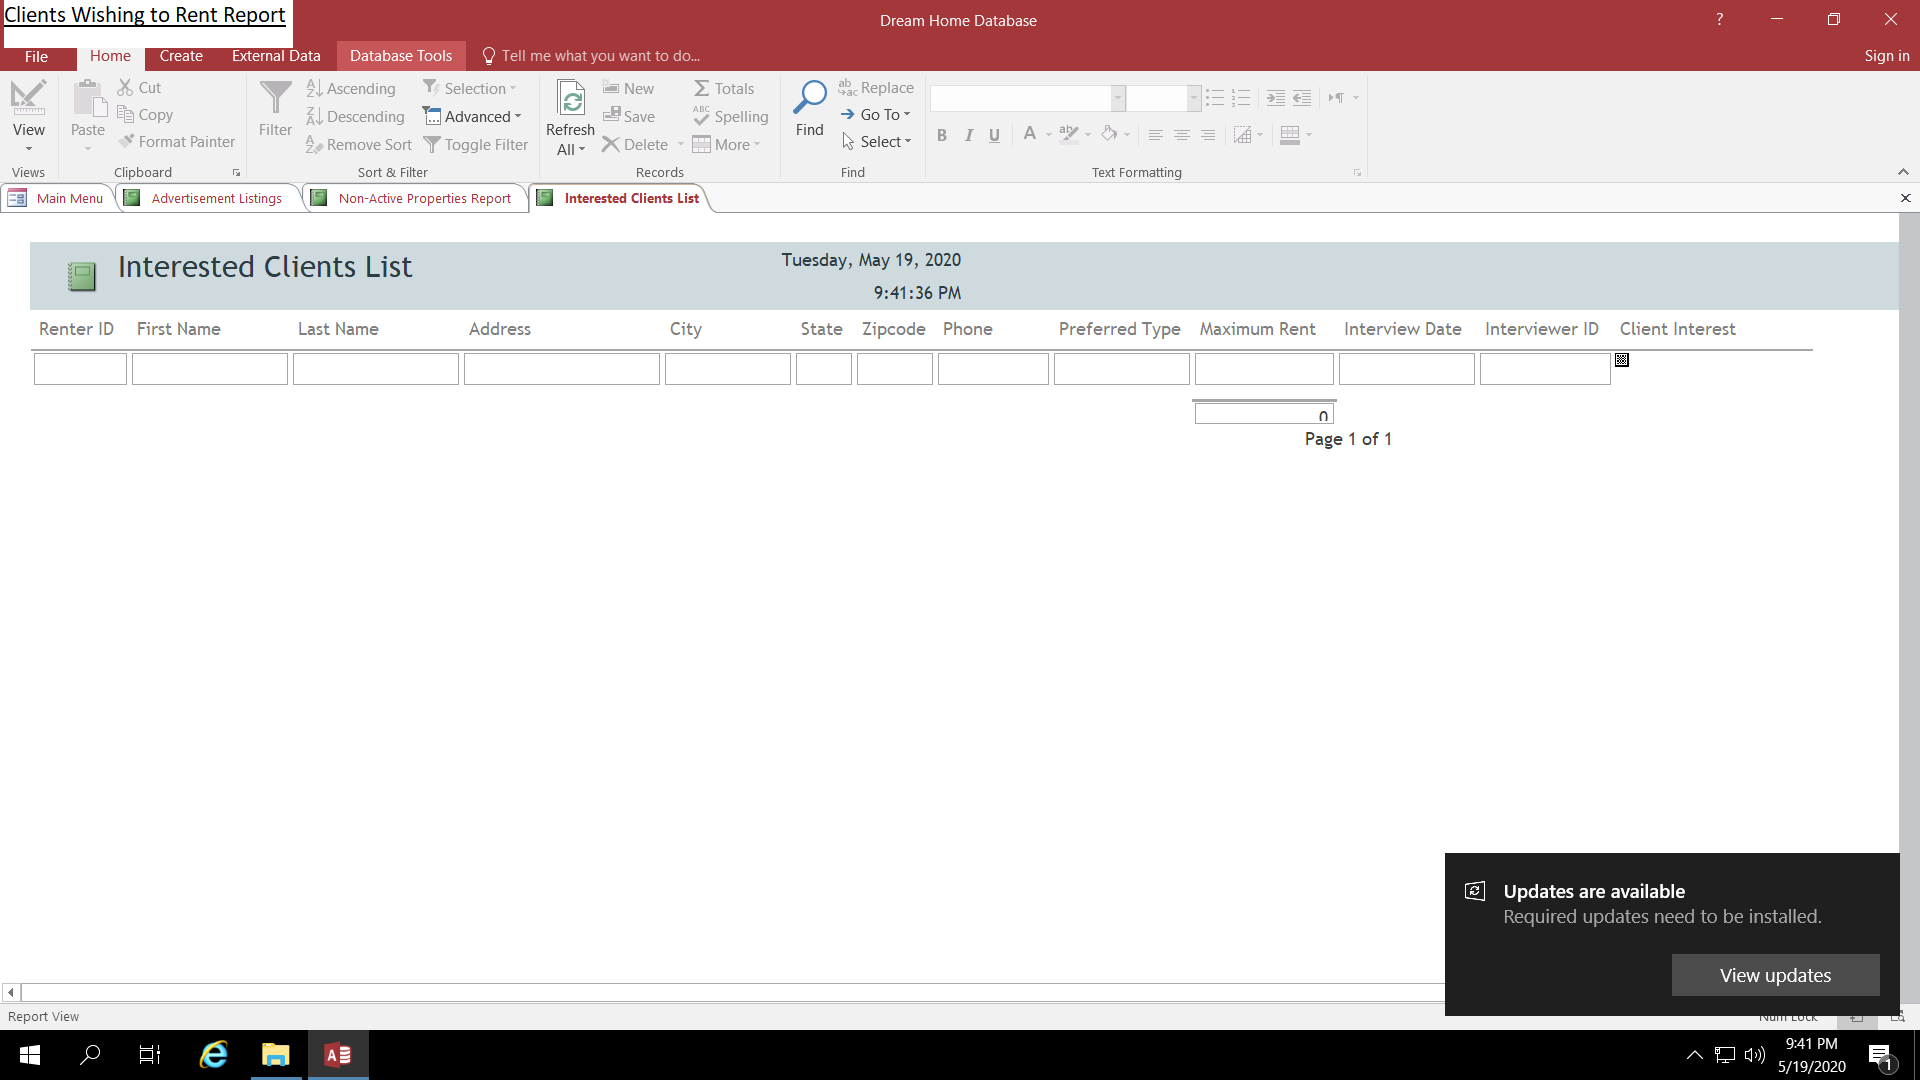 Clients Wishing to Rent Report
Dream Home Database
?
File Home Create External Data Database Tools Tell me what you want to do... Sign in
View
Views
Paste
Cut
Copy
Format Painter
Clipboard
Filter
Ascending
Descending
Remove Sort
Selection
Advanced
Toggle Filter
Sort & Filter
Refresh
All
New
Save
Delete
Totals
Spelling
More
Records
Find
Replace
Go To
Select
Find
B I U A
Text Formatting
Main Menu Advertisement Listings Non-Active Properties Report Interested Clients List
Interested Clients List
Tuesday, May 19, 2020
9:41:36 PM
Renter ID First Name Last Name Address City State Zipcode Phone Preferred Type Maximum Rent Interview Date Interviewer ID Client Interest
0
Page 1 of 1
Updates are available
Required updates need to be installed.
View updates
Report View
Num Lock
9:41 PM
5/19/2020
1